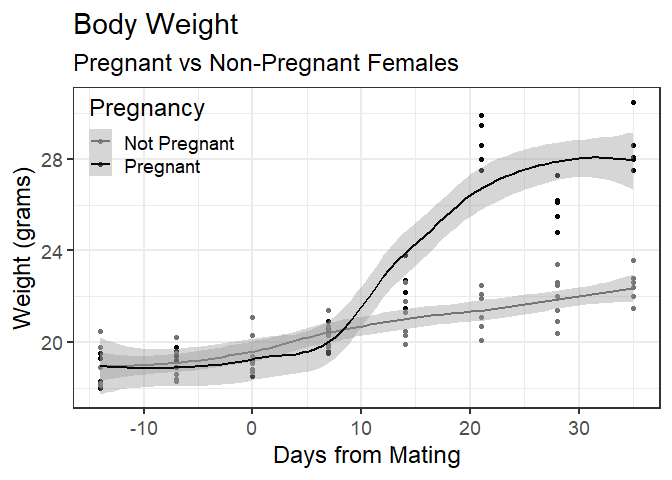 Body Weight
Pregnant vs Non-Pregnant Females
Pregnancy
Not Pregnant
Pregnant
28
24
20
Weight (grams)
-10 0 10 20 30
Days from Mating